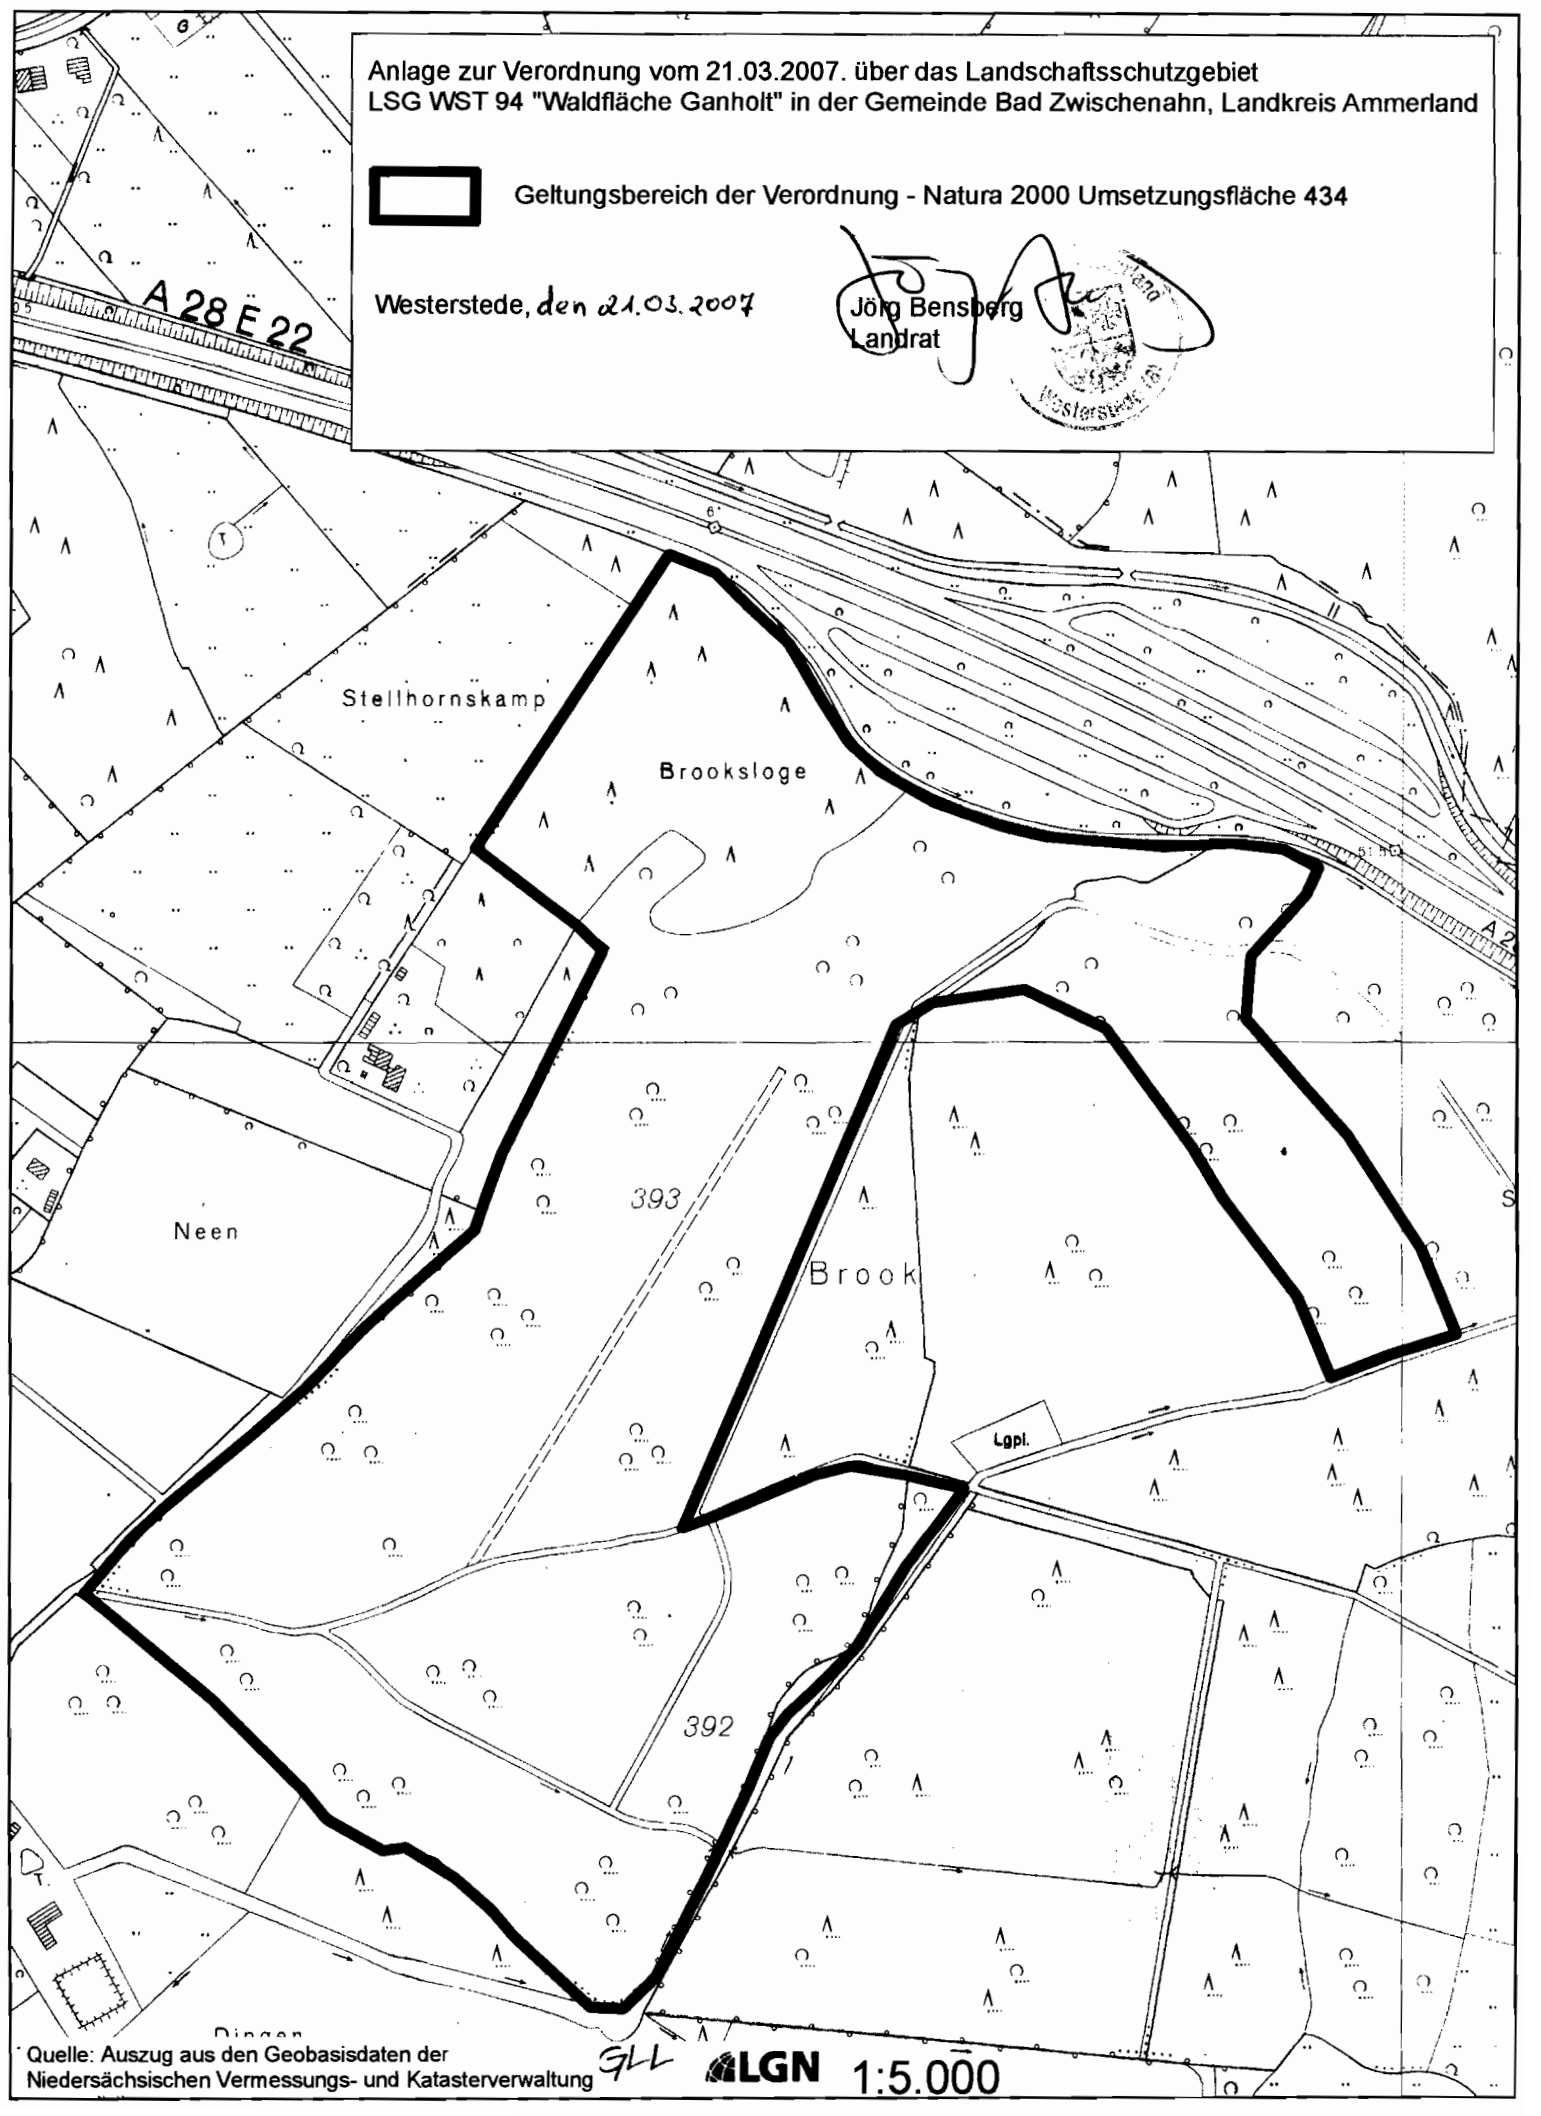 Anlage zur Verordnung vom 21.03.2007. über das Landschaftsschutzgebiet
LSG WST 94 "Waldfläche Ganholt" in der Gemeinde Bad Zwischenahn, Landkreis Ammerland
Geltungsbereich der Verordnung - Natura 2000 Umsetzungsfläche 434
Westerstede, den 21.03.2007
Jörg Bensberg
Landrat
Westerstede
A 28 E 22
T
Stellhornskamp
Brooksloge
A 2
393
Neen
Brook
S
Lgpl.
392
T.
Quelle: Auszug aus den Geobasisdaten der
Niedersächsischen Vermessungs- und Katasterverwaltung
GLL
LGN
1:5.000